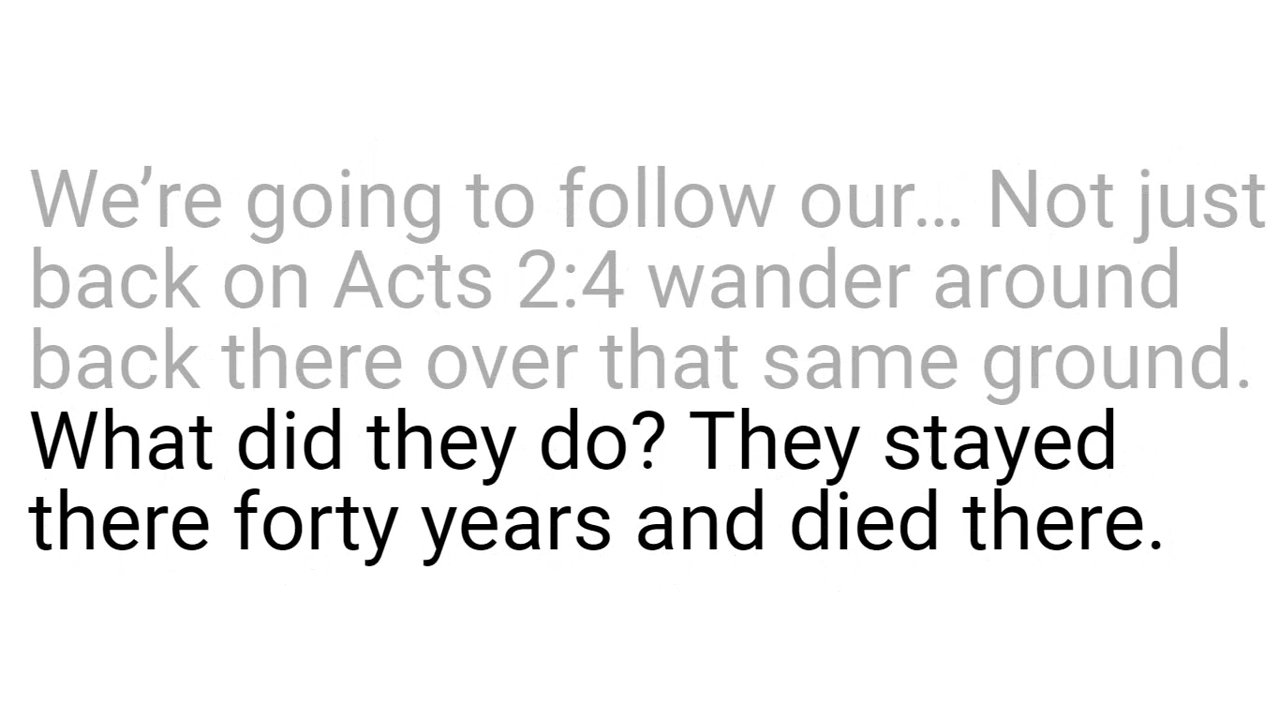 We’re going to follow our... Not just
back on Acts 2:4 wander around
back there over that same ground.
What did they do? They stayed
there forty years and died there.